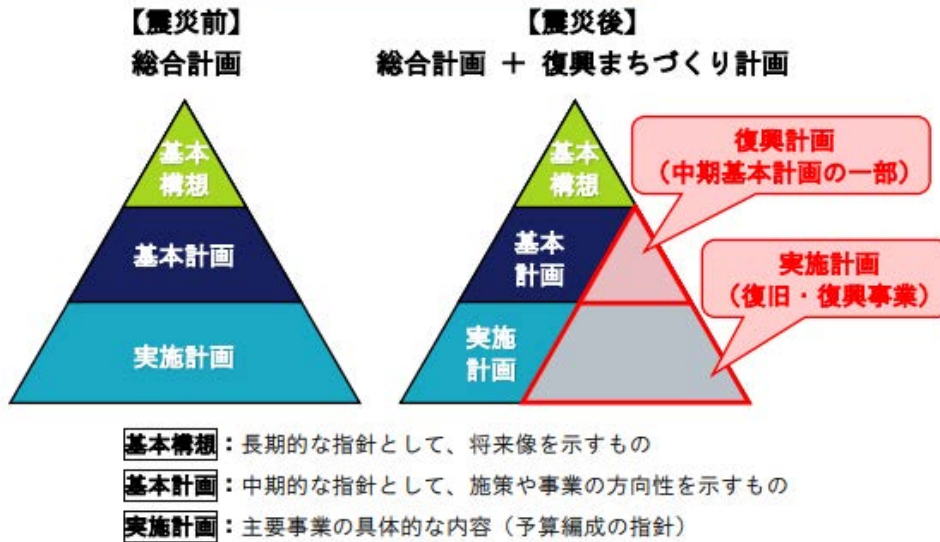 【震災前】
総合計画
【震災後】
総合計画 ＋ 復興まちづくり計画
基本
構想
基本計画
実施計画
基本
構想
基本
計画
実施
計画
復興計画
（中期基本計画の一部）
実施計画
（復旧・復興事業）
基本構想：長期的な指針として、将来像を示すもの
基本計画：中期的な指針として、施策や事業の方向性を示すもの
実施計画：主要事業の具体的な内容（予算編成の指針）